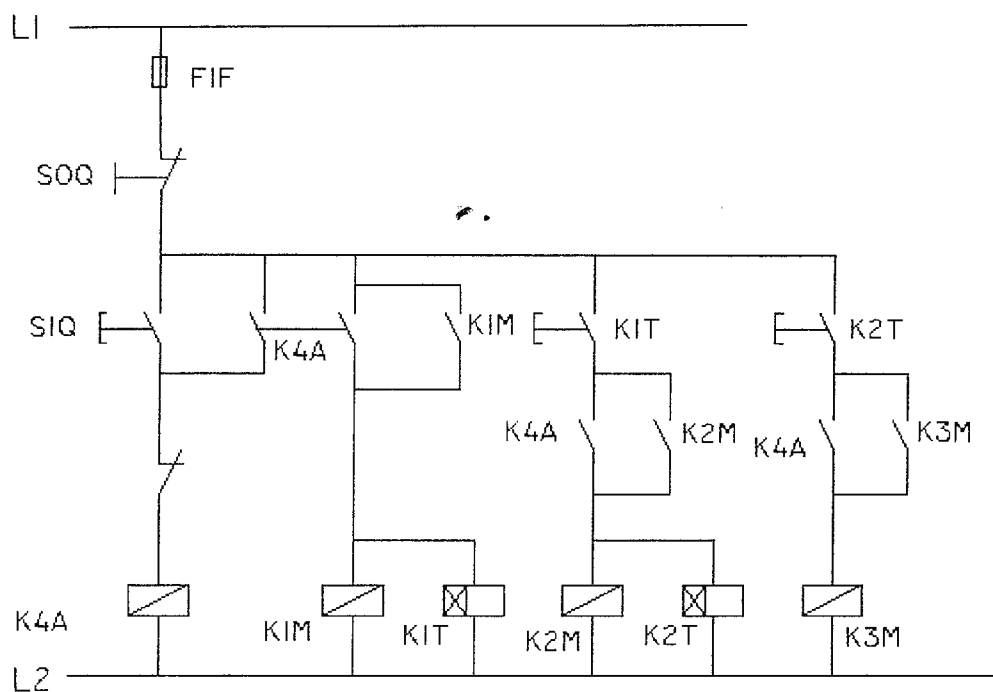 L1
F1F
S0Q
S1Q
K4A
K1M
K1T
K2T
K4A
K2M
K4A
K3M
K4A
K1M
K1T
K2M
K2T
K3M
L2